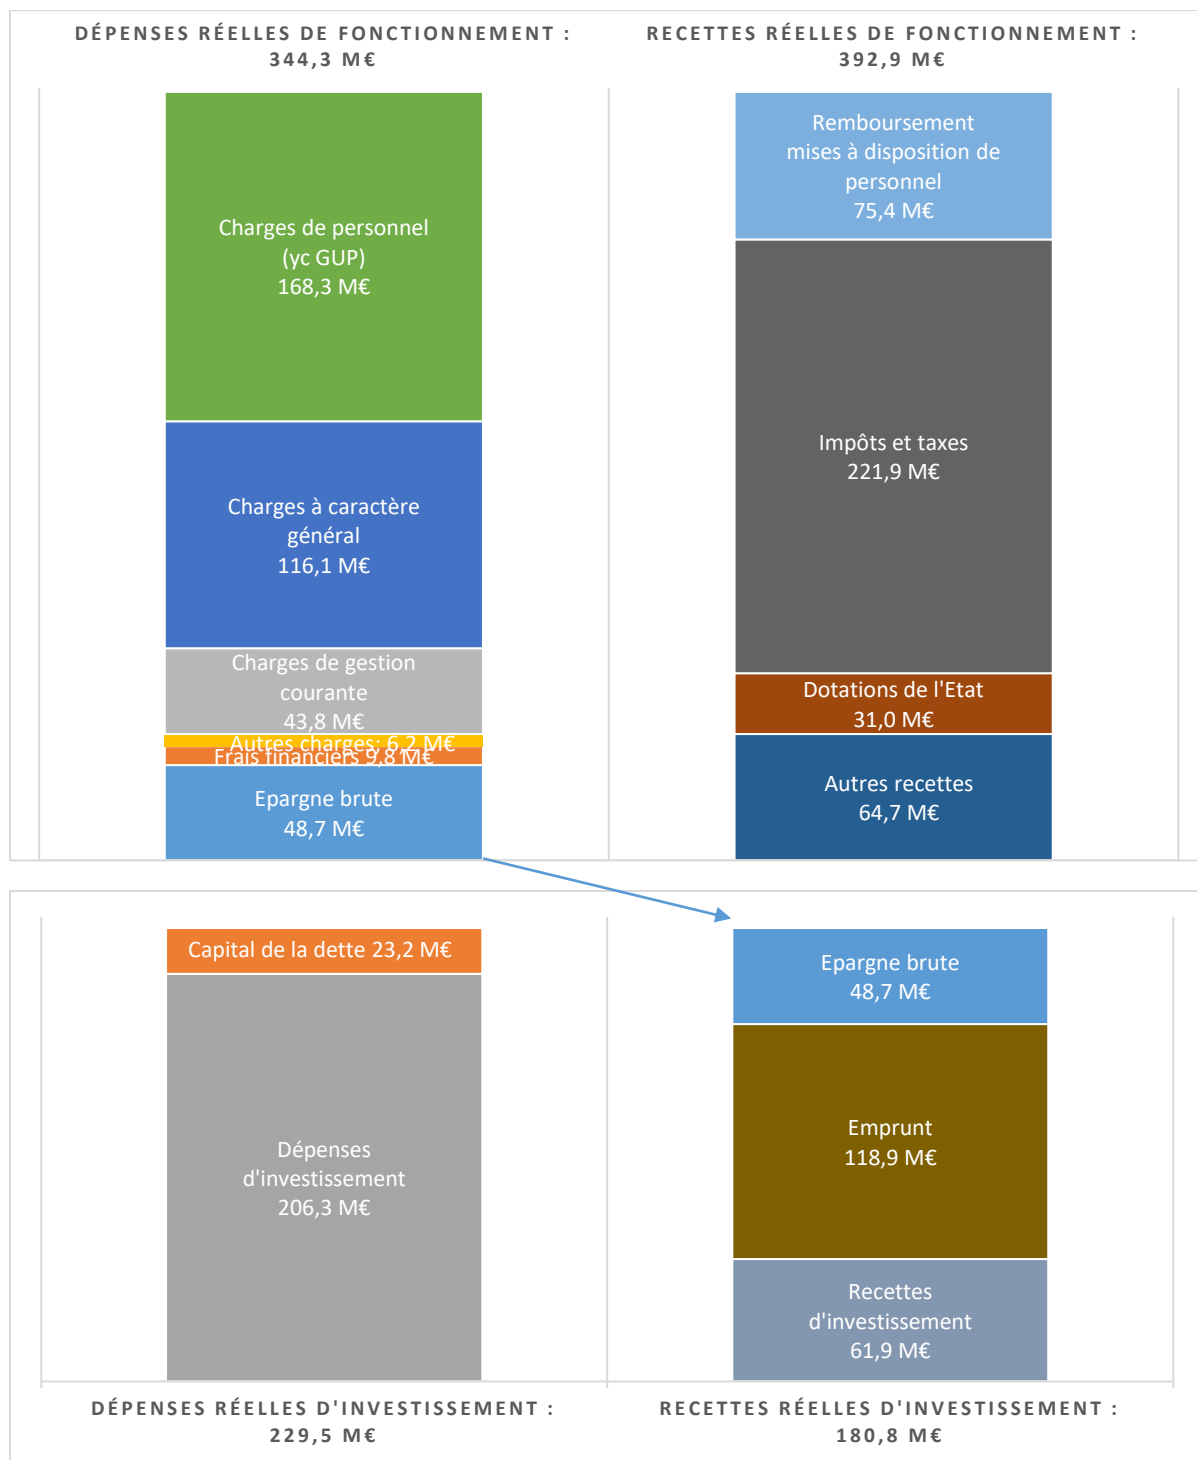 DÉPENSES RÉELLES DE FONCTIONNEMENT :
344,3 M€
RECETTES RÉELLES DE FONCTIONNEMENT :
392,9 M€
Charges de personnel
(yc GUP)
168,3 M€
Charges à caractère
général
116,1 M€
Charges de gestion
courante
43,8 M€
Autres charges; 6,2 M€
Frais financiers 9,8 M€
Epargne brute
48,7 M€
Remboursement
mises à disposition de
personnel
75,4 M€
Impôts et taxes
221,9 M€
Dotations de l'Etat
31,0 M€
Autres recettes
64,7 M€
Capital de la dette 23,2 M€
Dépenses
d'investissement
206,3 M€
Epargne brute
48,7 M€
Emprunt
118,9 M€
Recettes
d'investissement
61,9 M€
DÉPENSES RÉELLES D'INVESTISSEMENT :
229,5 M€
RECETTES RÉELLES D'INVESTISSEMENT :
180,8 M€